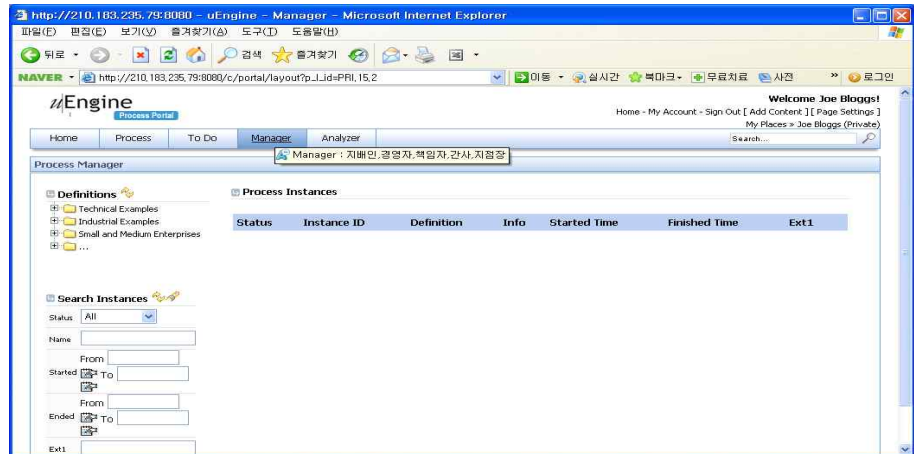 http://210.183.235.79:8080 - uEngine - Manager - Microsoft Internet Explorer
파일(F) 편집(E) 보기(V) 즐겨찾기(A) 도구(T) 도움말(H)
뒤로 검색 즐겨찾기
NAVER http://210.183.235.79:8080/c/portal/layout?p_l_id=PRI.15.2 이동 실시간 북마크 무료치료 사전 » 로그인
uEngine
Process Portal
Welcome Joe Bloggs!
Home - My Account - Sign Out [ Add Content ] [ Page Settings ]
My Places » Joe Bloggs (Private)
Home Process To Do Manager Analyzer Search...
Manager : 지배인,경영자,책임자,간사,지점장
Process Manager
Definitions
Technical Examples
Industrial Examples
Small and Medium Enterprises
...
Process Instances
Status Instance ID Definition Info Started Time Finished Time Ext1
Search Instances
Status All
Name
From
Started To
From
Ended To
Ext1